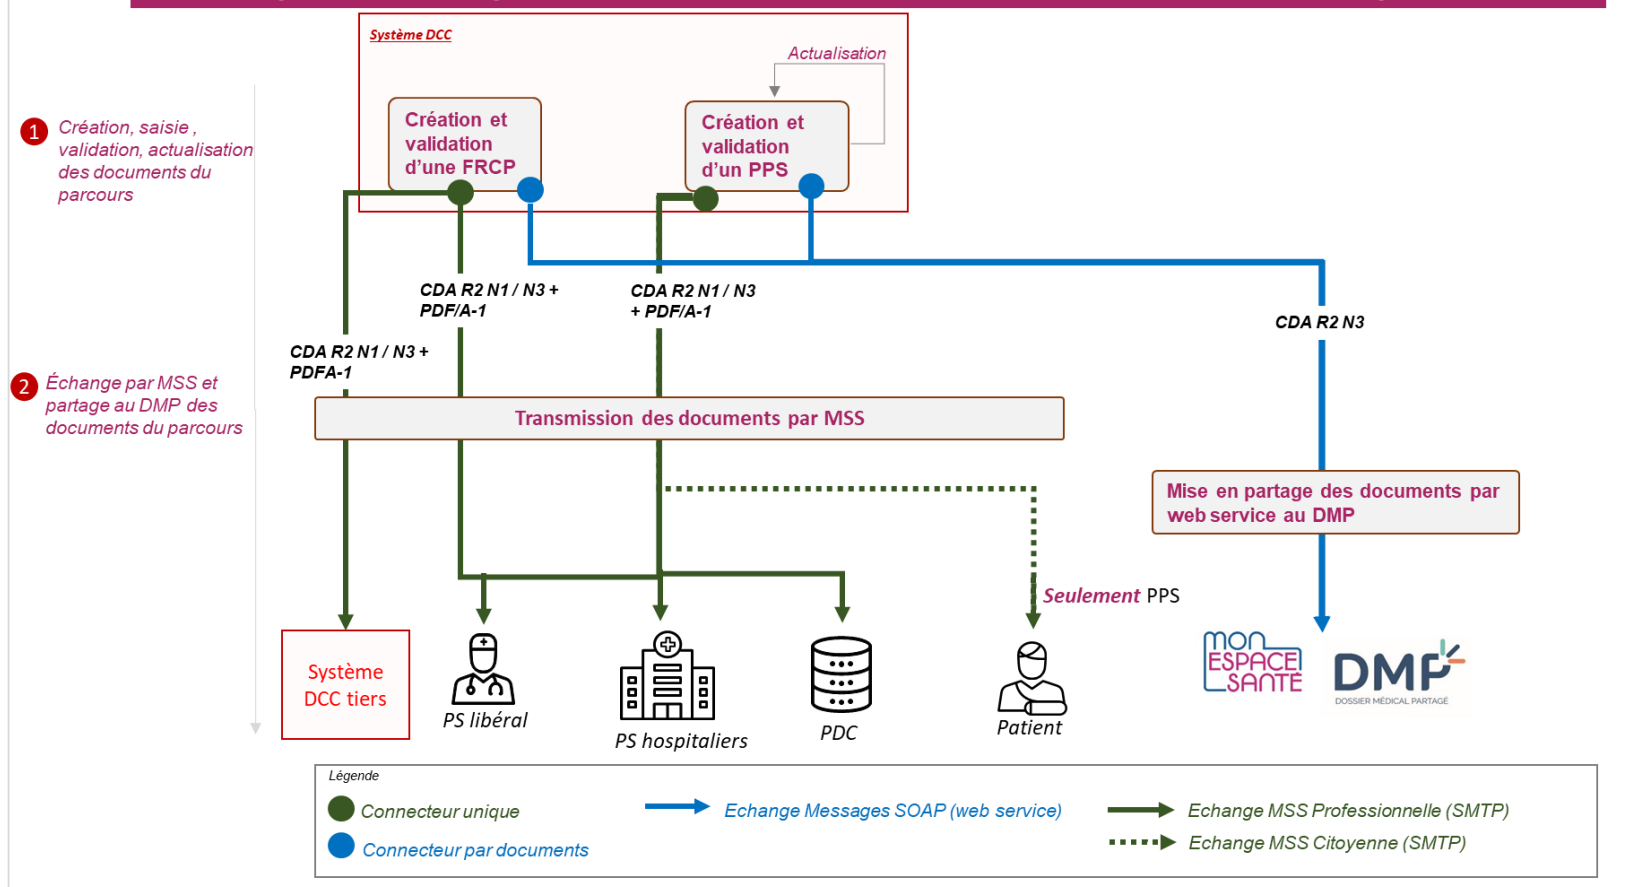 Système DCC
Actualisation
Création et
validation
d'une FRCP
Création et
validation
d'un PPS
1
Création, saisie ,
validation, actualisation
des documents du
parcours
CDA R2 N1 / N3 +
PDF/A-1
CDA R2 N1 / N3
+ PDF/A-1
CDA R2 N3
CDA R2 N1 / N3 +
PDFA-1
2
Échange par MSS et
partage au DMP des
documents du parcours
Transmission des documents par MSS
Mise en partage des documents par
web service au DMP
Seulement PPS
Système
DCC tiers
PS libéral
PS hospitaliers
PDC
Patient
mon
ESPACE
SANTÉ
DMP
DOSSIER MÉDICAL PARTAGÉ
Légende
Connecteur unique
Connecteur par documents
Echange Messages SOAP (web service)
Echange MSS Professionnelle (SMTP)
Echange MSS Citoyenne (SMTP)